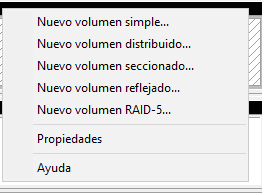 Nuevo volumen simple...
Nuevo volumen distribuido...
Nuevo volumen seccionado...
Nuevo volumen reflejado...
Nuevo volumen RAID-5...
Propiedades
Ayuda